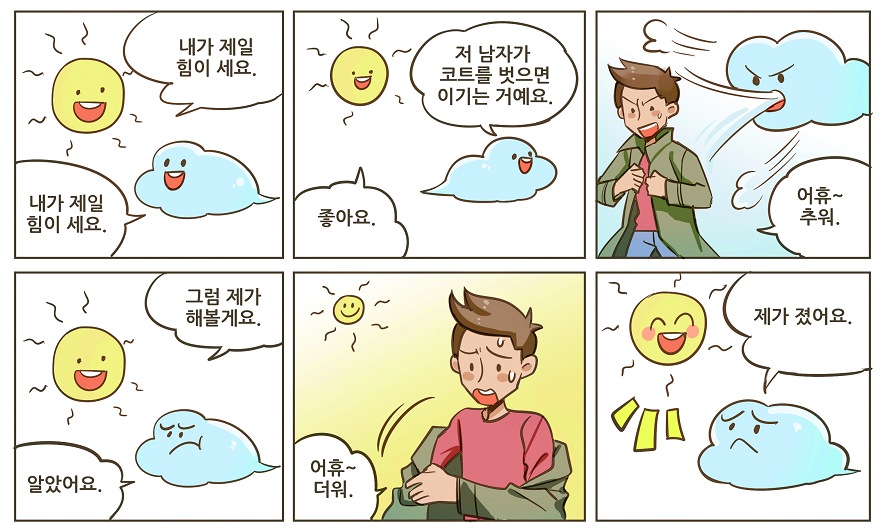 내가 제일
힘이 세요.
내가 제일
힘이 세요.
저 남자가
코트를 벗으면
이기는 거예요.
좋아요.
어휴~
추워.
그럼 제가
해볼게요.
알았어요.
어휴~
더워.
제가 졌어요.